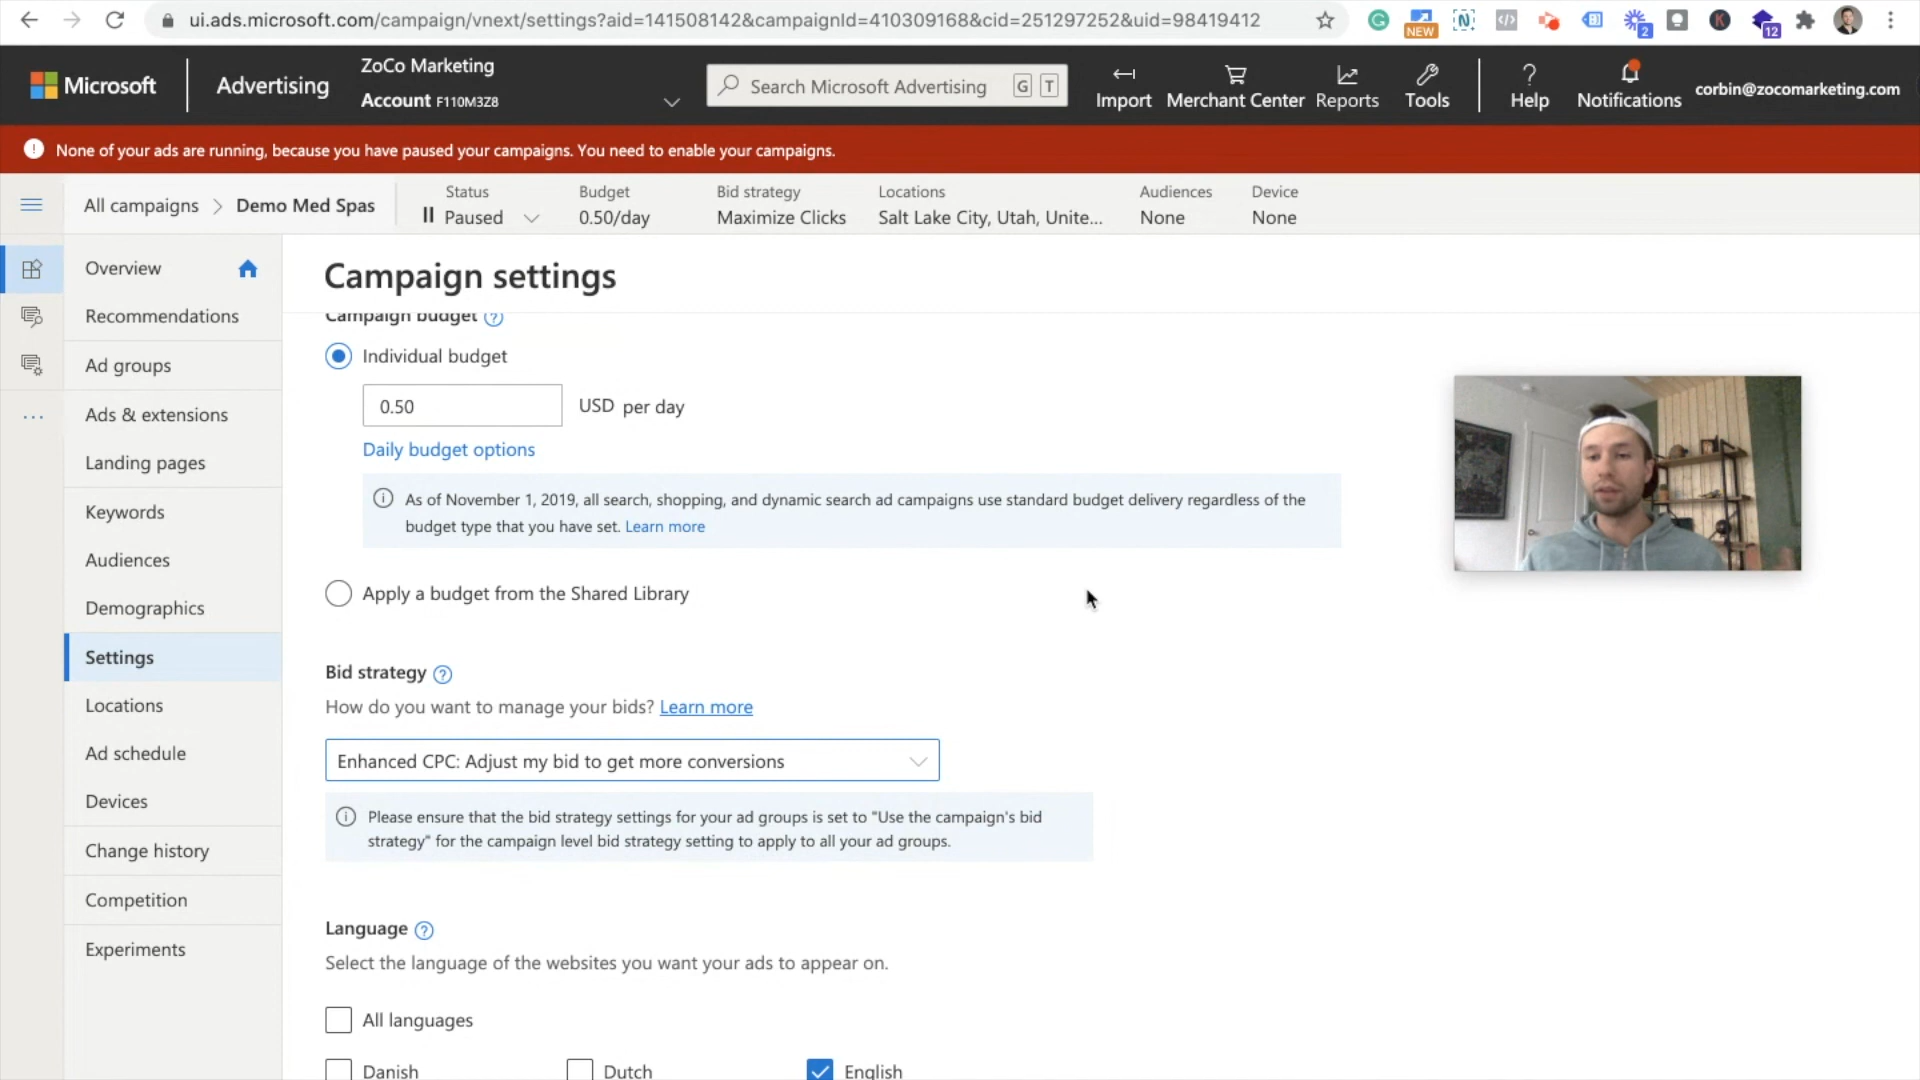 ui.ads.microsoft.com/campaign/vnext/settings?aid=141508142&campaignId=410309168&cid=251297252&uid=98419412
NEW
2
12
Microsoft
Advertising
ZoCo Marketing
Account F110M3Z8
Search Microsoft Advertising
G T
Import
Merchant Center
Reports
Tools
Help
Notifications
corbin@zocomarketing.com
None of your ads are running, because you have paused your campaigns. You need to enable your campaigns.
All campaigns
Demo Med Spas
Status
Paused
Budget
0.50/day
Bid strategy
Maximize Clicks
Locations
Salt Lake City, Utah, Unite...
Audiences
None
Device
None
Overview
Recommendations
Ad groups
Ads & extensions
Landing pages
Keywords
Audiences
Demographics
Settings
Locations
Ad schedule
Devices
Change history
Competition
Experiments
Campaign settings
Campaign budget
Individual budget
0.50
USD per day
Daily budget options
As of November 1, 2019, all search, shopping, and dynamic search ad campaigns use standard budget delivery regardless of the
budget type that you have set. Learn more
Apply a budget from the Shared Library
Bid strategy
How do you want to manage your bids? Learn more
Enhanced CPC: Adjust my bid to get more conversions
Please ensure that the bid strategy settings for your ad groups is set to "Use the campaign's bid
strategy" for the campaign level bid strategy setting to apply to all your ad groups.
Language
Select the language of the websites you want your ads to appear on.
All languages
Danish
Dutch
English